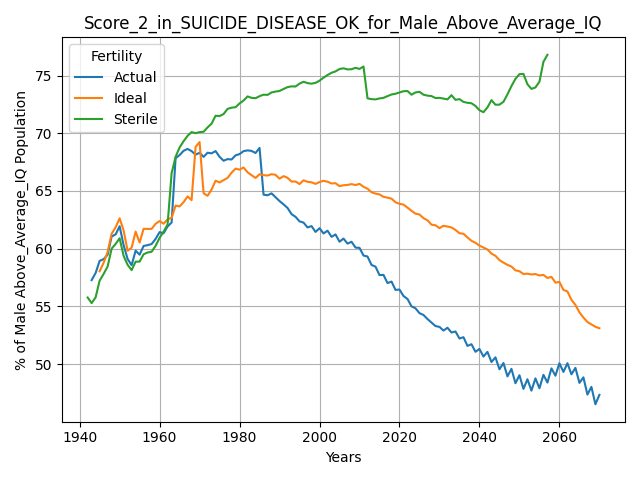 Score_2_in_SUICIDE_DISEASE_OK_for_Male_Above_Average_IQ
Fertility
Actual
Ideal
Sterile
% of Male Above_Average_IQ Population
75
70
65
60
55
50
1940 1960 1980 2000 2020 2040 2060
Years